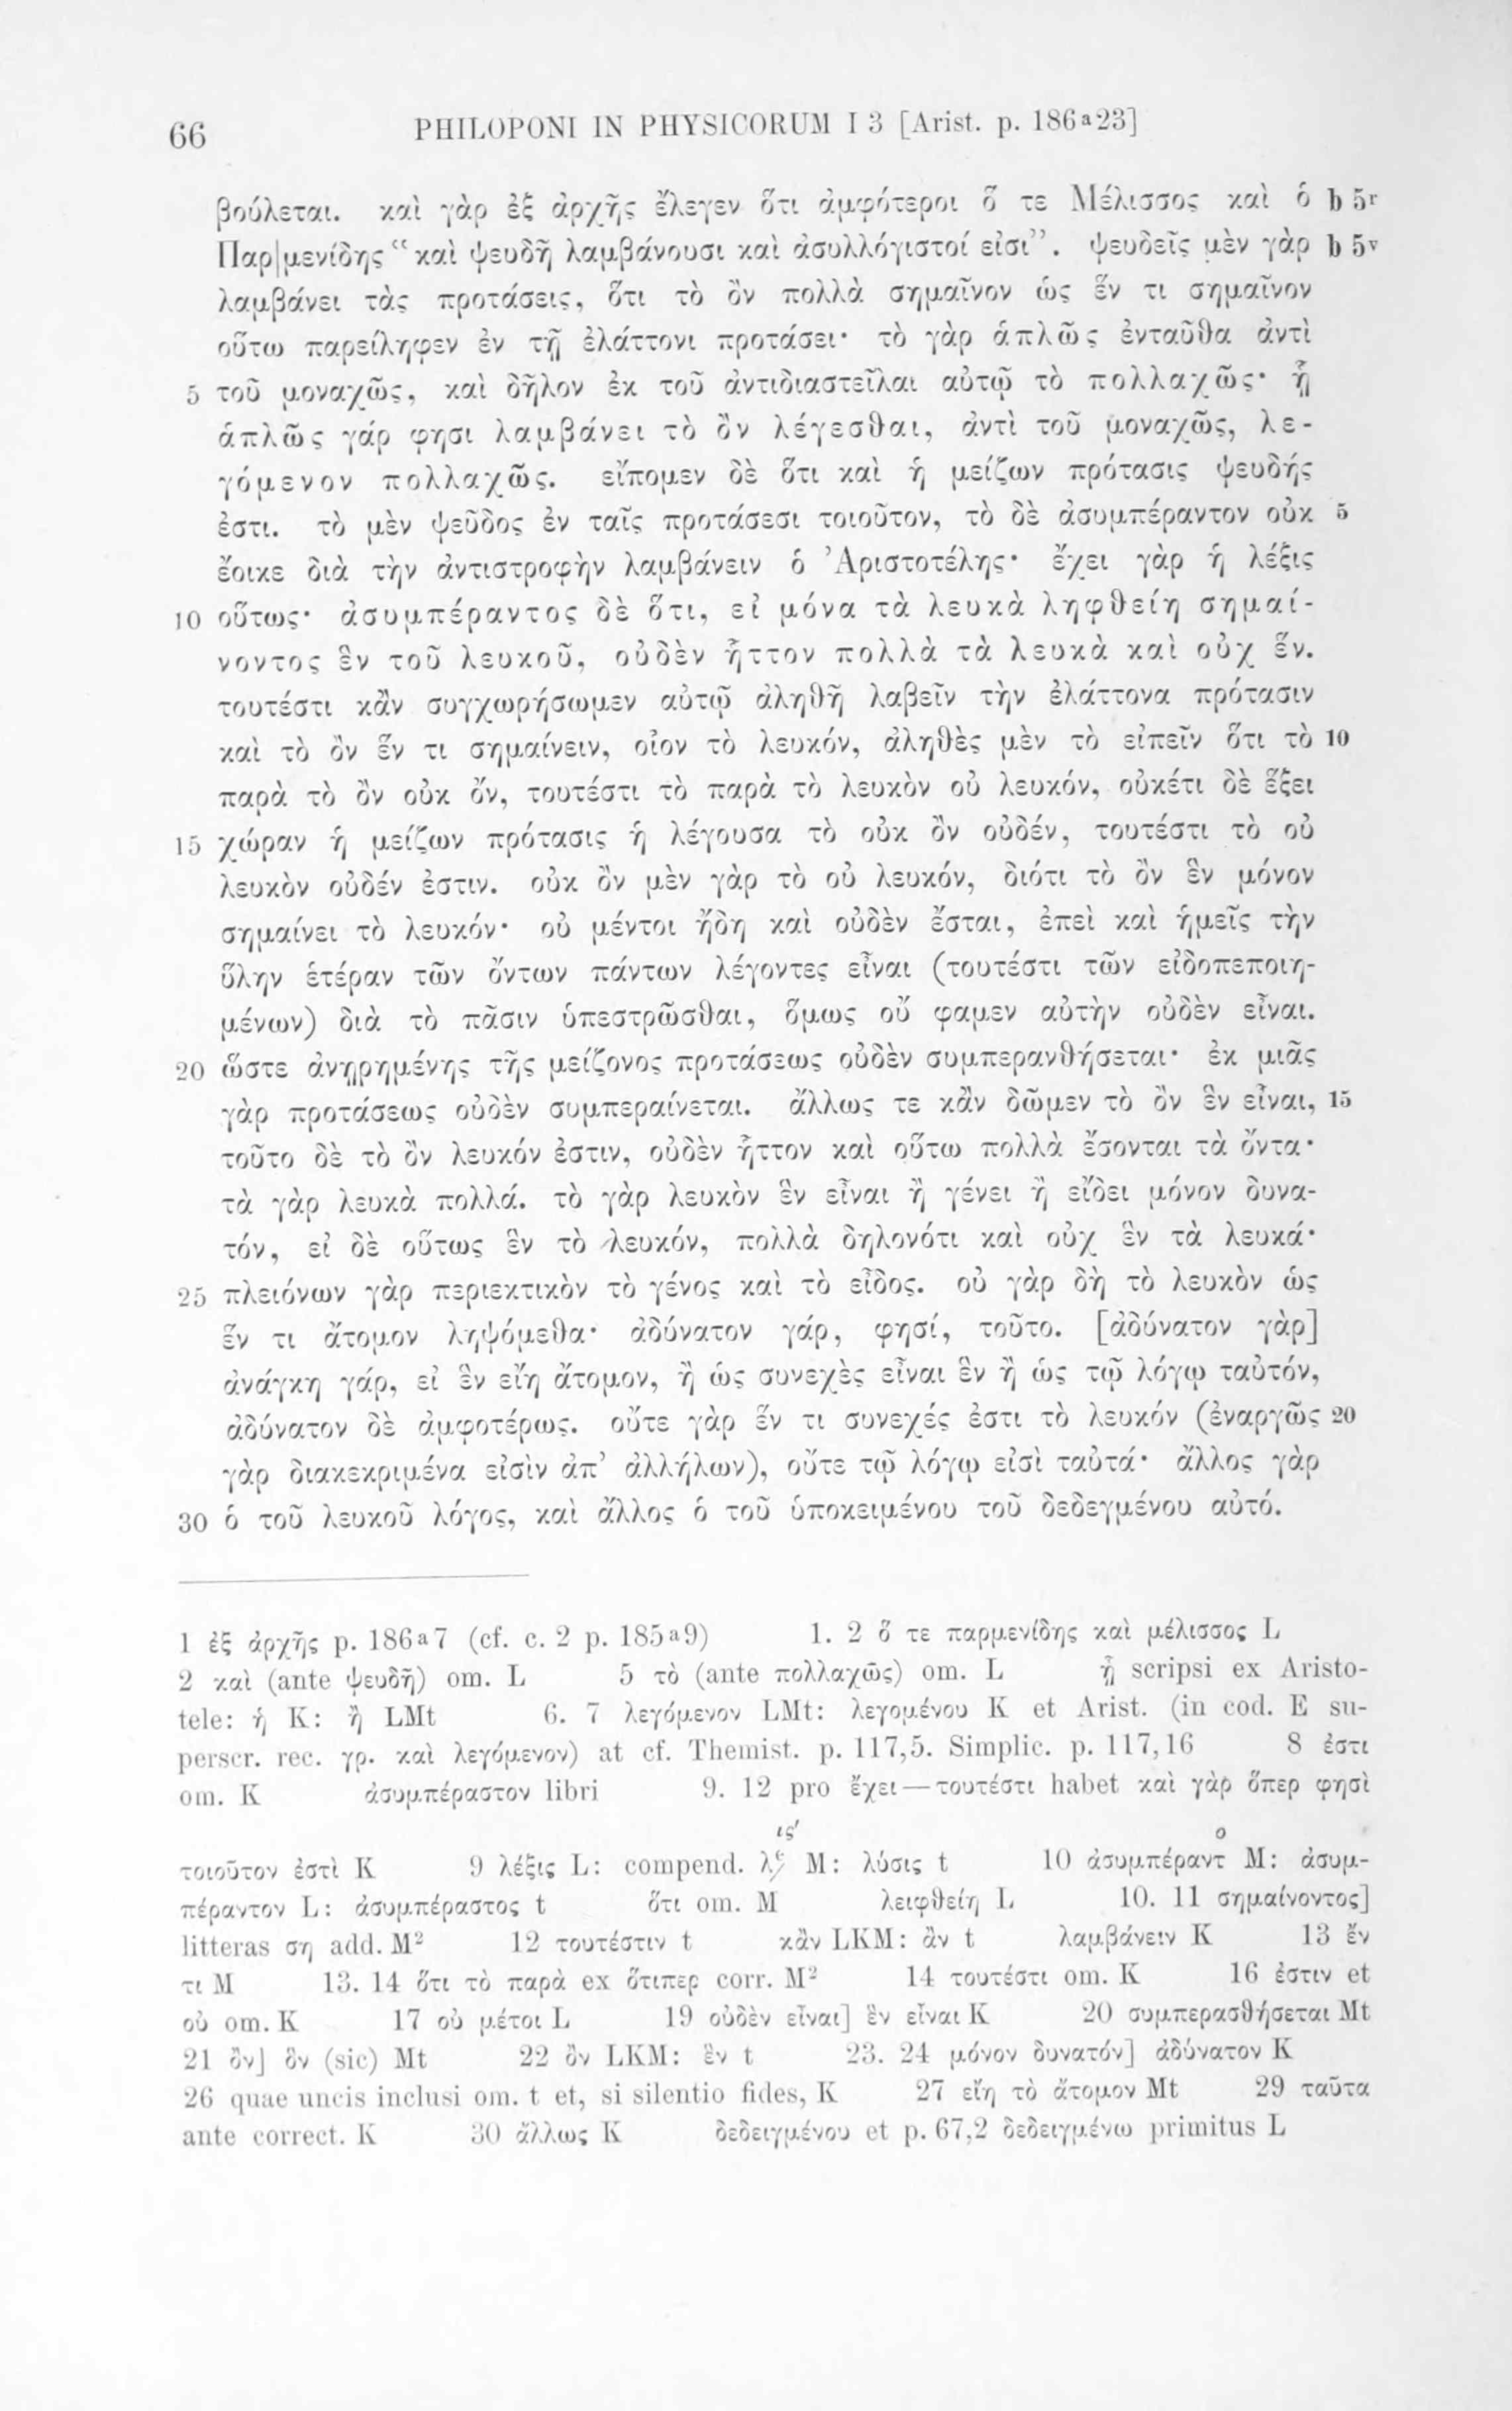 66 PHILOPONI IN PHYSICORUM I 3 [Arist. p. 186a23]
βούλεται. καὶ γὰρ ἐξ ἀρχῆς ἔλεγεν ὅτι ἀμφότεροι ὅ τε Μέλισσος καὶ ὁ b 5r
Παρ|μενίδης “καὶ ψευδῆ λαμβάνουσι καὶ ἀσυλλόγιστοί εἰσι”. ψευδεῖς μὲν γὰρ b 5v
λαμβάνει τὰς προτάσεις, ὅτι τὸ ὂν πολλὰ σημαῖνον ὡς ἕν τι σημαῖνον
οὕτω παρείληφεν ἐν τῇ ἐλάττονι προτάσει· τὸ γὰρ ἁπλῶς ἐνταῦθα ἀντὶ
5 τοῦ μοναχῶς, καὶ δῆλον ἐκ τοῦ ἀντιδιαστεῖλαι αὐτῷ τὸ πολλαχῶς· ᾗ
ἁπλῶς γάρ φησι λαμβάνει τὸ ὂν λέγεσθαι, ἀντὶ τοῦ μοναχῶς, λε-
γόμενον πολλαχῶς. εἴπομεν δὲ ὅτι καὶ ἡ μείζων πρότασις ψευδής
ἐστι. τὸ μὲν ψεῦδος ἐν ταῖς προτάσεσι τοιοῦτον, τὸ δὲ ἀσυμπέραντον οὐκ 5
ἔοικε διὰ τὴν ἀντιστροφὴν λαμβάνειν ὁ Ἀριστοτέλης· ἔχει γὰρ ἡ λέξις
10 οὕτως· ἀσυμπέραντος δὲ ὅτι, εἰ μόνα τὰ λευκὰ ληφθείη σημαί-
νοντος ἓν τοῦ λευκοῦ, οὐδὲν ἧττον πολλὰ τὰ λευκὰ καὶ οὐχ ἕν.
τουτέστι κἂν συγχωρήσωμεν αὐτῷ ἀληθῆ λαβεῖν τὴν ἐλάττονα πρότασιν
καὶ τὸ ὂν ἕν τι σημαίνειν, οἷον τὸ λευκόν, ἀληθὲς μὲν τὸ εἰπεῖν ὅτι τὸ 10
παρὰ τὸ ὂν οὐκ ὄν, τουτέστι τὸ παρὰ τὸ λευκὸν οὐ λευκόν, οὐκέτι δὲ ἕξει
15 χώραν ἡ μείζων πρότασις ἡ λέγουσα τὸ οὐκ ὂν οὐδέν, τουτέστι τὸ οὐ
λευκὸν οὐδέν ἐστιν. οὐκ ὂν μὲν γὰρ τὸ οὐ λευκόν, διότι τὸ ὂν ἓν μόνον
σημαίνει τὸ λευκόν· οὐ μέντοι ἤδη καὶ οὐδὲν ἔσται, ἐπεὶ καὶ ἡμεῖς τὴν
ὕλην ἑτέραν τῶν ὄντων πάντων λέγοντες εἶναι (τουτέστι τῶν εἰδοπεποιη-
μένων) διὰ τὸ πᾶσιν ὑπεστρῶσθαι, ὅμως οὔ φαμεν αὐτὴν οὐδὲν εἶναι.
20 ὥστε ἀνῃρημένης τῆς μείζονος προτάσεως οὐδὲν συμπερανθήσεται· ἐκ μιᾶς
γὰρ προτάσεως οὐδὲν συμπεραίνεται. ἄλλως τε κἂν δῶμεν τὸ ὂν ἓν εἶναι, 15
τοῦτο δὲ τὸ ὂν λευκόν ἐστιν, οὐδὲν ἧττον καὶ οὕτω πολλὰ ἔσονται τὰ ὄντα·
τὰ γὰρ λευκὰ πολλά. τὸ γὰρ λευκὸν ἓν εἶναι ἢ γένει ἢ εἴδει μόνον δυνα-
τόν, εἰ δὲ οὕτως ἓν τὸ λευκόν, πολλὰ δηλονότι καὶ οὐχ ἓν τὰ λευκά·
25 πλειόνων γὰρ περιεκτικὸν τὸ γένος καὶ τὸ εἶδος. οὐ γὰρ δὴ τὸ λευκὸν ὡς
ἕν τι ἄτομον ληψόμεθα· ἀδύνατον γάρ, φησί, τοῦτο. [ἀδύνατον γὰρ]
ἀνάγκη γάρ, εἰ ἓν εἴη ἄτομον, ἢ ὡς συνεχὲς εἶναι ἓν ἢ ὡς τῷ λόγῳ ταὐτόν,
ἀδύνατον δὲ ἀμφοτέρως. οὔτε γὰρ ἕν τι συνεχές ἐστι τὸ λευκόν (ἐναργῶς 20
γὰρ διακεκριμένα εἰσὶν ἀπ’ ἀλλήλων), οὔτε τῷ λόγῳ εἰσὶ ταὐτά· ἄλλος γὰρ
30 ὁ τοῦ λευκοῦ λόγος, καὶ ἄλλος ὁ τοῦ ὑποκειμένου τοῦ δεδεγμένου αὐτό.
1 ἐξ ἀρχῆς p. 186a7 (cf. c. 2 p. 185a9) 1. 2 ὅ τε παρμενίδης καὶ μέλισσος L
2 καὶ (ante ψευδῆ) om. L 5 τὸ (ante πολλαχῶς) om. L ᾗ scripsi ex Aristo-
tele: ἡ K: ἢ LMt 6. 7 λεγόμενον LMt: λεγομένου K et Arist. (in cod. E su-
perscr. rec. γρ. καὶ λεγόμενον) at cf. Themist. p. 117,5. Simplic. p. 117,16 8 ἐστι
om. K ἀσυμπέραστον libri 9. 12 pro ἔχει — τουτέστι habet καὶ γὰρ ὅπερ φησὶ
τοιοῦτον ἐστὶ K 9 λέξις L: compend. M: λύσις t 10 ἀσυμπέραντο M: ἀσυμ-
πέραντον L: ἀσυμπέραστος t ὅτι om. M λειφθείη L 10. 11 σημαίνοντος]
litteras ση add. M2 12 τουτέστιν t κἂν LKM: ἂν t λαμβάνειν K 13 ἔν
τι M 13. 14 ὅτι τὸ παρὰ ex ὅτιπερ corr. M2 14 τουτέστι om. K 16 ἐστιν et
οὐ om. K 17 οὐ μέτοι L 19 οὐδὲν εἶναι] ἓν εἶναι K 20 συμπερασθήσεται Mt
21 ὂν] ὃν (sic) Mt 22 ὂν LKM: ἓν t 23. 24 μόνον δυνατόν] ἀδύνατον K
26 quae uncis inclusi om. t et, si silentio fides, K 27 εἴη τὸ ἄτομον Mt 29 ταῦτα
ante correct. K 30 ἄλλως K δεδειγμένου et p. 67,2 δεδειγμένω primitus L